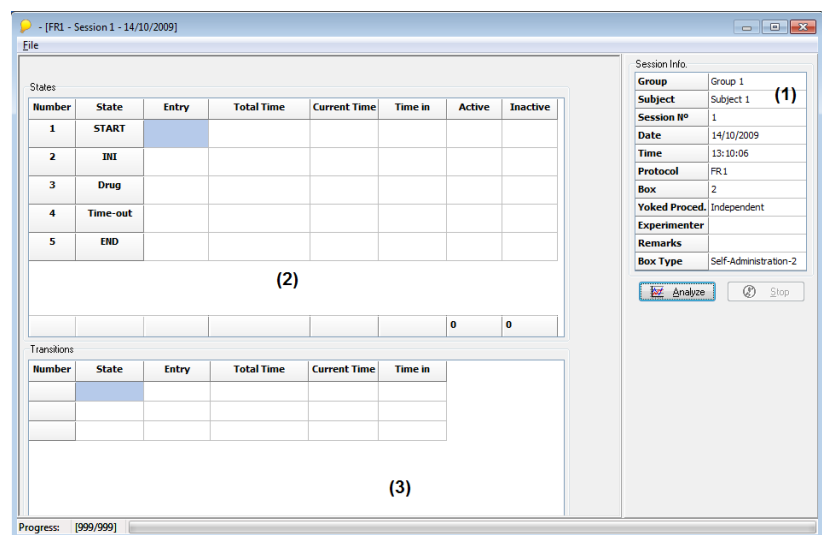 - [FR1 - Session 1 - 14/10/2009]
File
States
Number State Entry Total Time Current Time Time in Active Inactive
1 START
2 INI
3 Drug
4 Time-out
5 END
(2)
0 0
Transitions
Number State Entry Total Time Current Time Time in
(3)
Session Info.
Group Group 1
Subject Subject 1
(1)
Session Nº 1
Date 14/10/2009
Time 13:10:06
Protocol FR1
Box 2
Yoked Proced. Independent
Experimenter
Remarks
Box Type Self-Administration-2
Analyze Stop
Progress: [999/999]